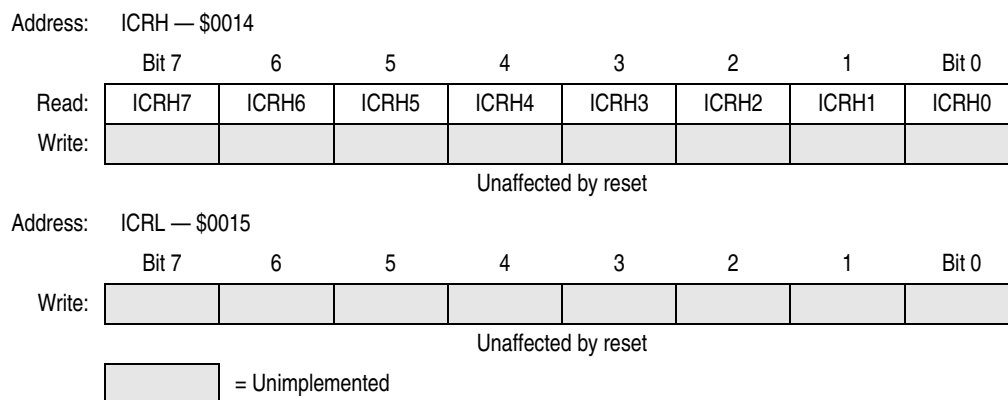 Address: ICRH — $0014
Bit 7 6 5 4 3 2 1 Bit 0
Read: ICRH7 ICRH6 ICRH5 ICRH4 ICRH3 ICRH2 ICRH1 ICRH0
Write:
Unaffected by reset
Address: ICRL — $0015
Bit 7 6 5 4 3 2 1 Bit 0
Write:
Unaffected by reset
= Unimplemented